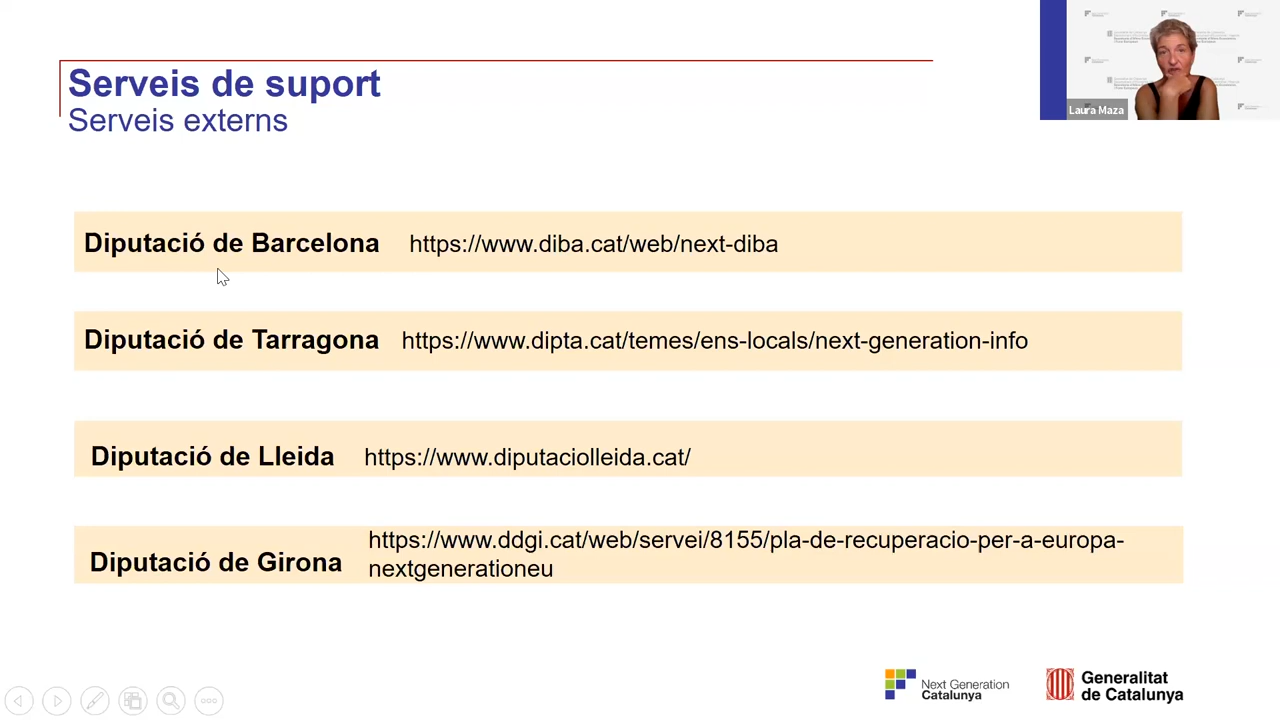 Serveis de suport
Serveis externs
Laura Maza
Diputació de Barcelona https://www.diba.cat/web/next-diba
Diputació de Tarragona https://www.dipta.cat/temes/ens-locals/next-generation-info
Diputació de Lleida https://www.diputaciolleida.cat/
Diputació de Girona https://www.ddgi.cat/web/servei/8155/pla-de-recuperacio-per-a-europa-
nextgenerationeu
Next Generation
Catalunya
Generalitat
de Catalunya